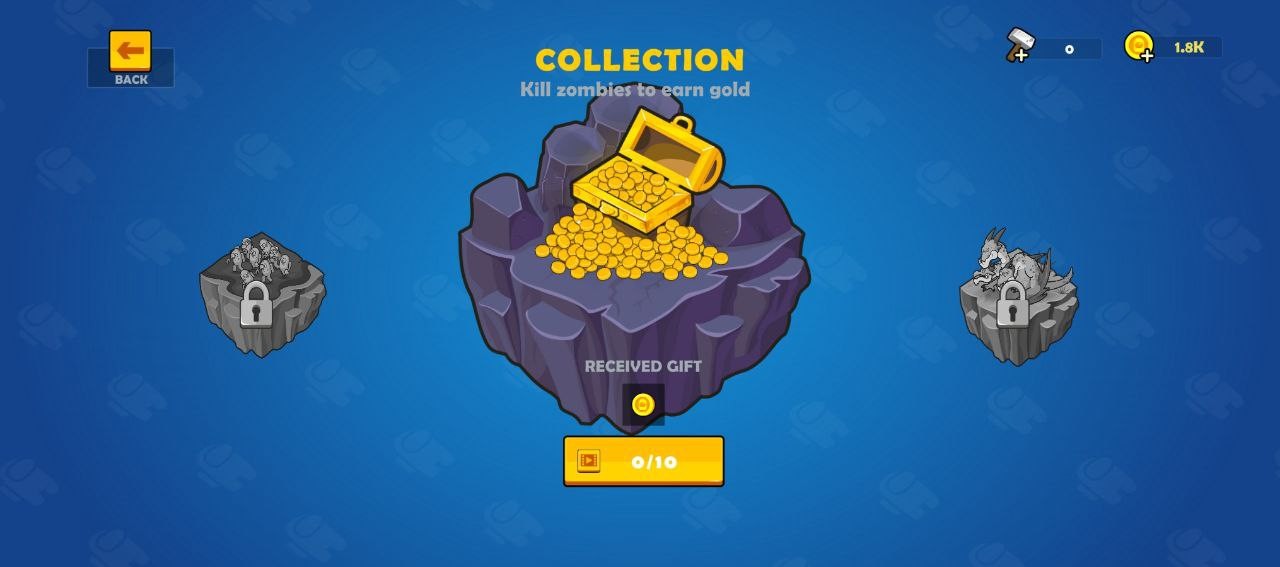 BACK
COLLECTION
Kill zombies to earn gold
0
1.8K
RECEIVED GIFT
0/10